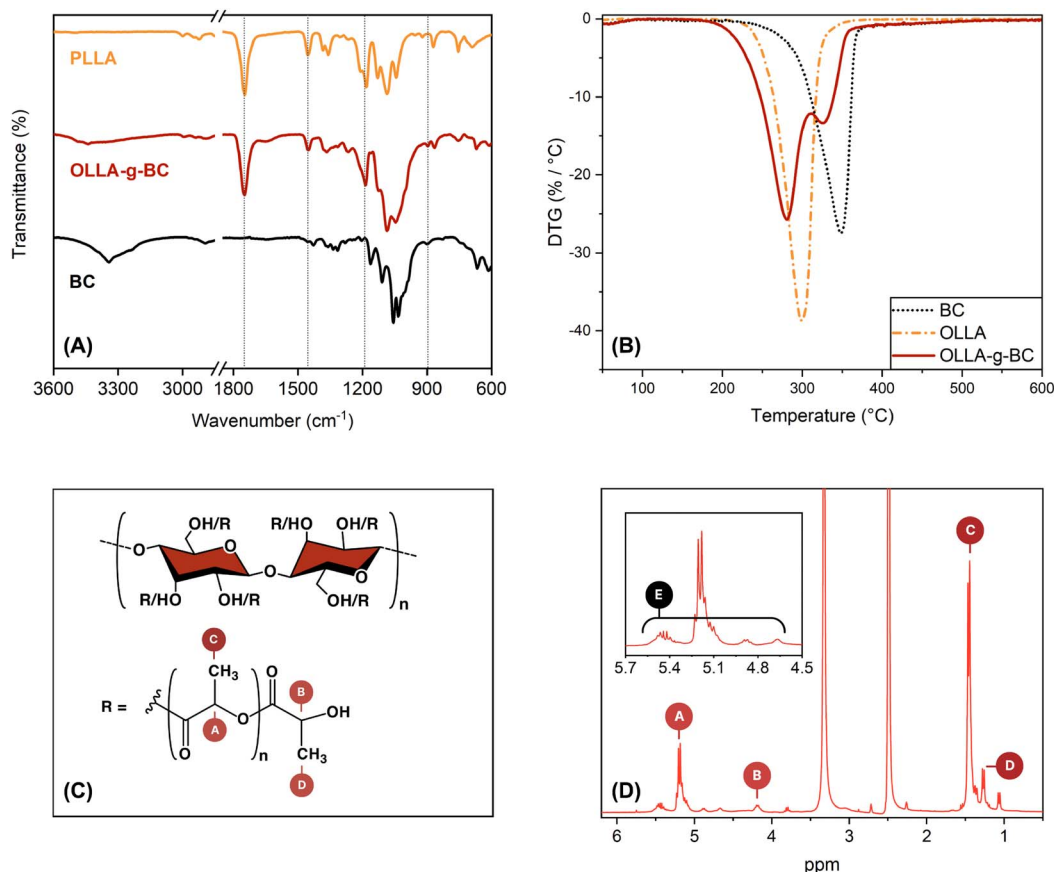 PLLA
OLLA-g-BC
BC
(A)
Transmittance (%)
3600 3300 3000 1800 1500 1200 900 600
Wavenumber (cm-1)
0
-10
-20
-30
-40
DTG (% / °C)
BC
OLLA
OLLA-g-BC
(B)
100 200 300 400 500 600
Temperature (°C)
OH/R R/HO OH/R
O O O O
R/HO OH/R OH/R n
C
CH3 O B
R = O OH
O A n CH3
D
(C)
E
5.7 5.4 5.1 4.8 4.5
C
A
B
D
(D)
6 5 4 3 2 1
ppm